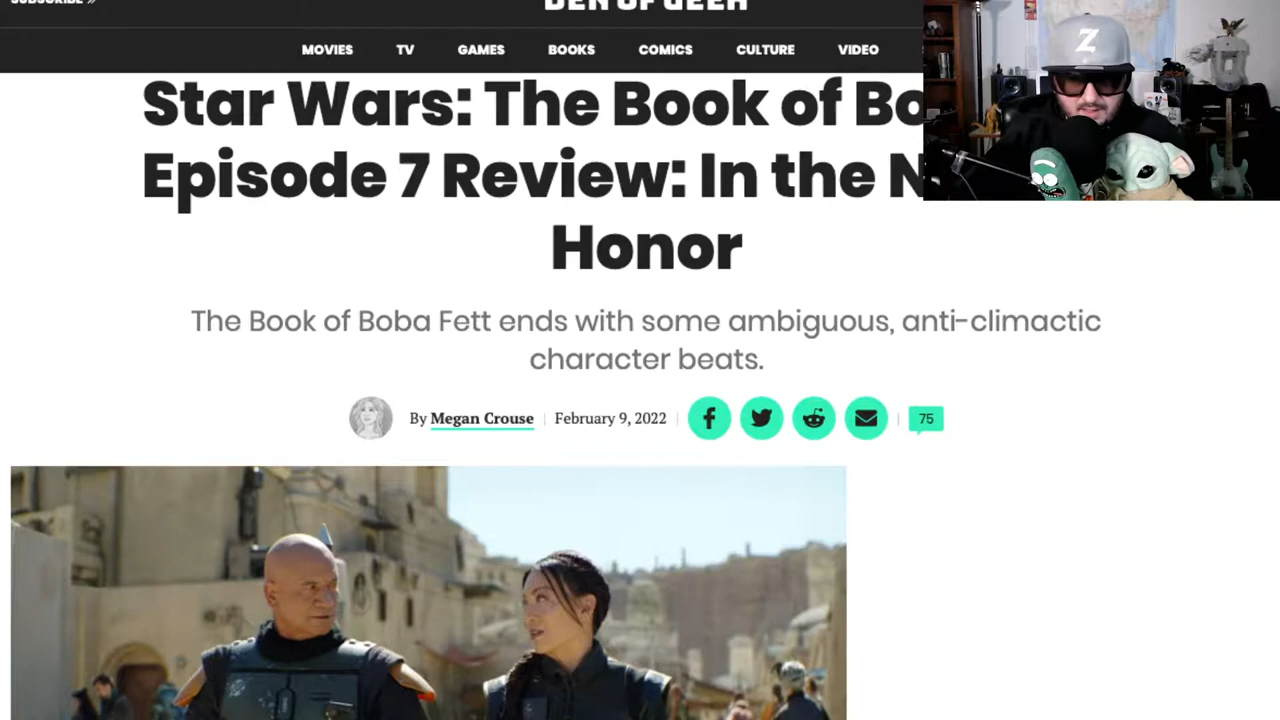 SUBSCRIBE »
DEN OF GEEK
MOVIES TV GAMES BOOKS COMICS CULTURE VIDEO
Star Wars: The Book of Bo
Episode 7 Review: In the N
Honor
The Book of Boba Fett ends with some ambiguous, anti-climactic
character beats.
By Megan Crouse February 9, 2022 75
Z